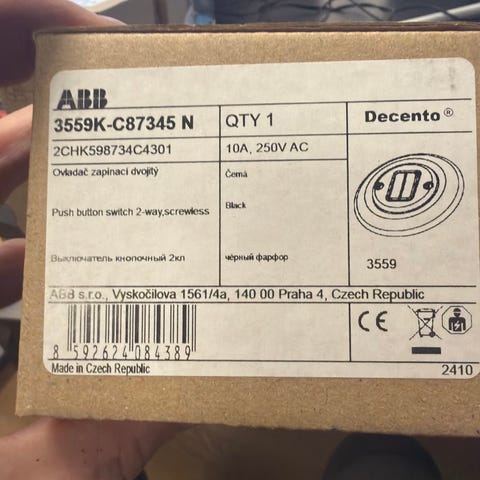 ABB
3559K-C87345 N
QTY 1
Decento®
2CHK598734C4301
10A, 250V AC
Ovladač zapínací dvojitý
Černá
Push button switch 2-way,screwless
Black
Выключатель кнопочный 2кл
чёрный фарфор
3559
ABB s.r.o., Vyskočilova 1561/4a, 140 00 Praha 4, Czech Republic
CE
8 592624 084389
Made in Czech Republic
2410